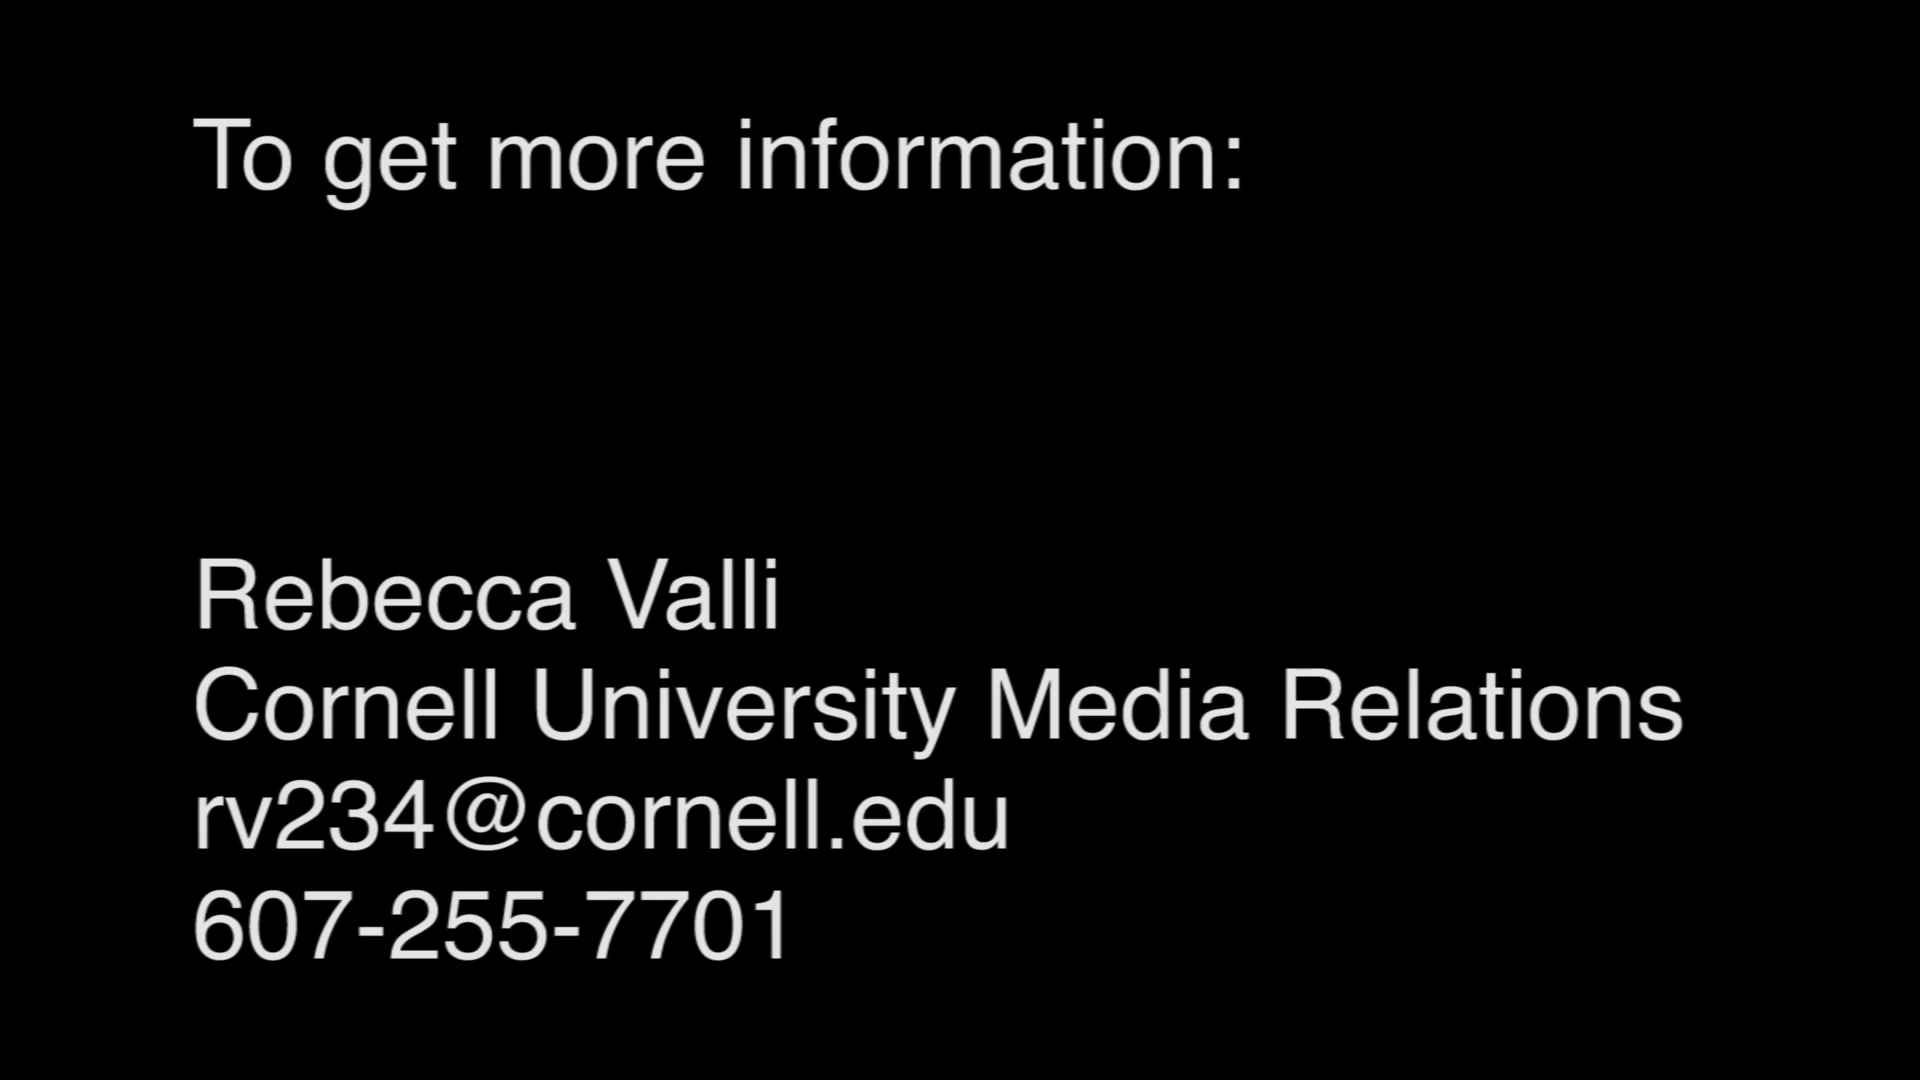 To get more information:
Rebecca Valli
Cornell University Media Relations
rv234@cornell.edu
607-255-7701